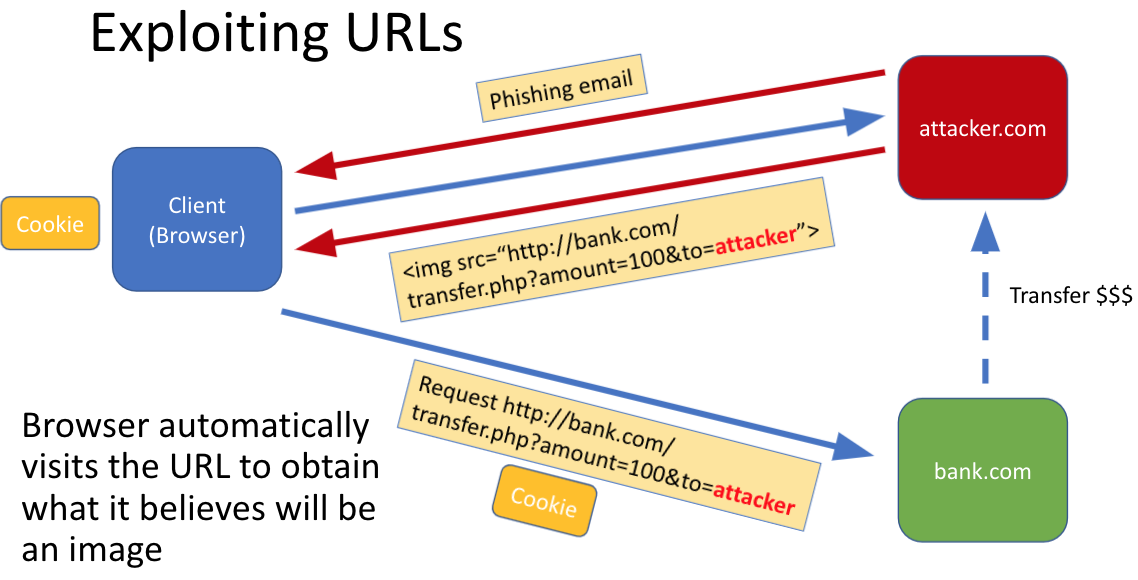 Exploiting URLs
Phishing email
attacker.com
Cookie
Client
(Browser)
<img src=“http://bank.com/
transfer.php?amount=100&to=attacker”>
Transfer $$$
Request http://bank.com/
transfer.php?amount=100&to=attacker
Cookie
bank.com
Browser automatically
visits the URL to obtain
what it believes will be
an image